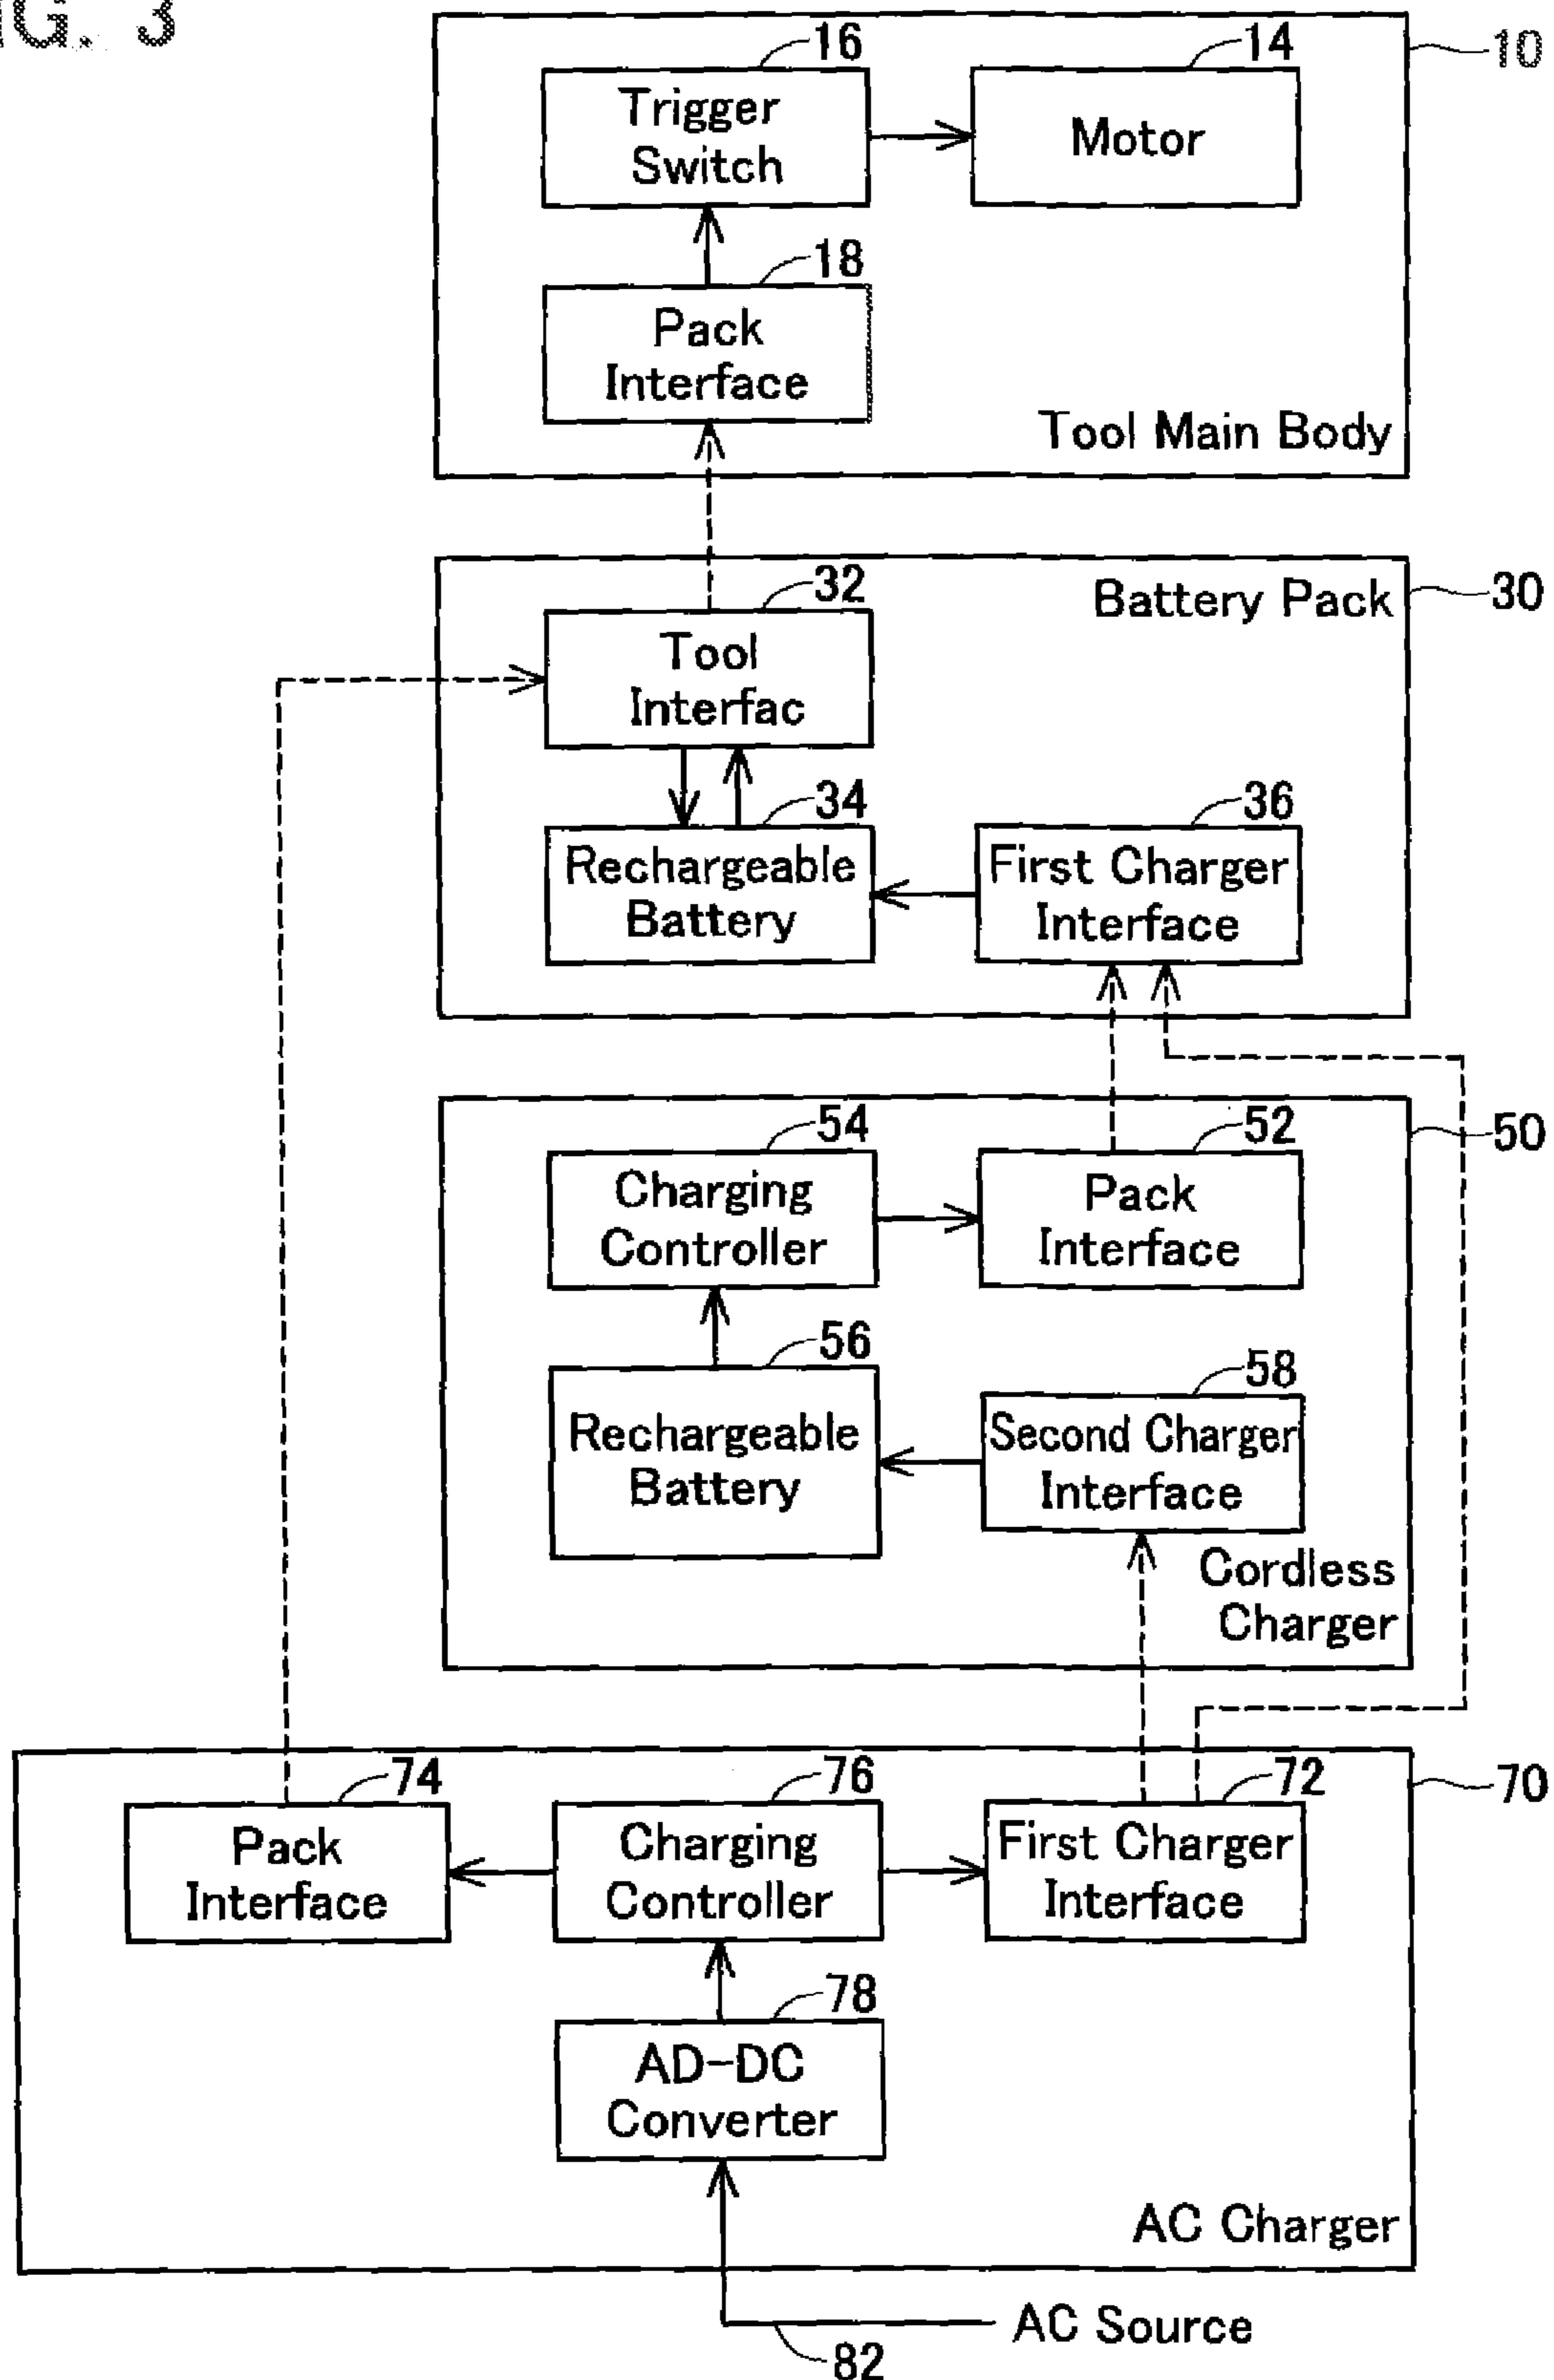 IG. 3
16
14
10
Trigger
Switch
Motor
18
Pack
Interface
Tool Main Body
32
Battery Pack
30
Tool
Interfac
34
36
Rechargeable
Battery
First Charger
Interface
54
52
50
Charging
Controller
Pack
Interface
56
58
Rechargeable
Battery
Second Charger
Interface
Cordless
Charger
74
76
72
70
Pack
Interface
Charging
Controller
First Charger
Interface
78
AD-DC
Converter
AC Charger
AC Source
82